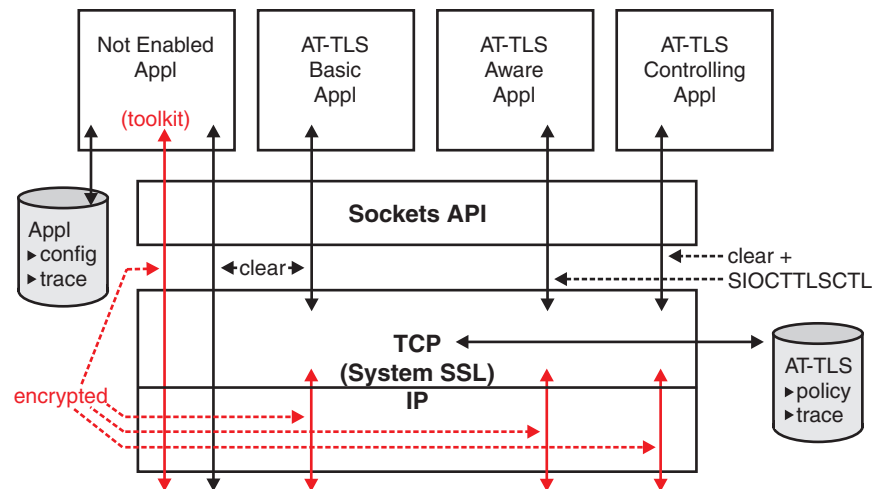 Not Enabled
Appl
(toolkit)
AT-TLS
Basic
Appl
AT-TLS
Aware
Appl
AT-TLS
Controlling
Appl
Sockets API
Appl
▸ config
▸ trace
clear
clear +
SIOCTTLSCTL
TCP
(System SSL)
IP
encrypted
AT-TLS
▸ policy
▸ trace